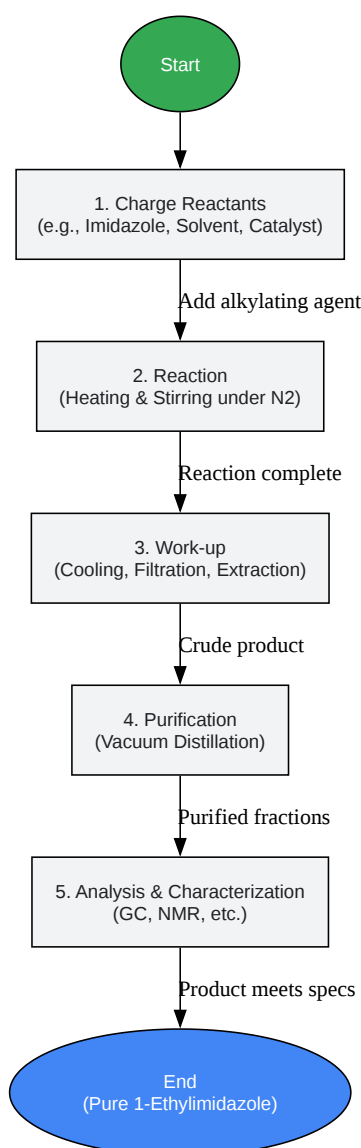 Start
1. Charge Reactants
(e.g., Imidazole, Solvent, Catalyst)
Add alkylating agent
2. Reaction
(Heating & Stirring under N2)
Reaction complete
3. Work-up
(Cooling, Filtration, Extraction)
Crude product
4. Purification
(Vacuum Distillation)
Purified fractions
5. Analysis & Characterization
(GC, NMR, etc.)
Product meets specs
End
(Pure 1-Ethylimidazole)